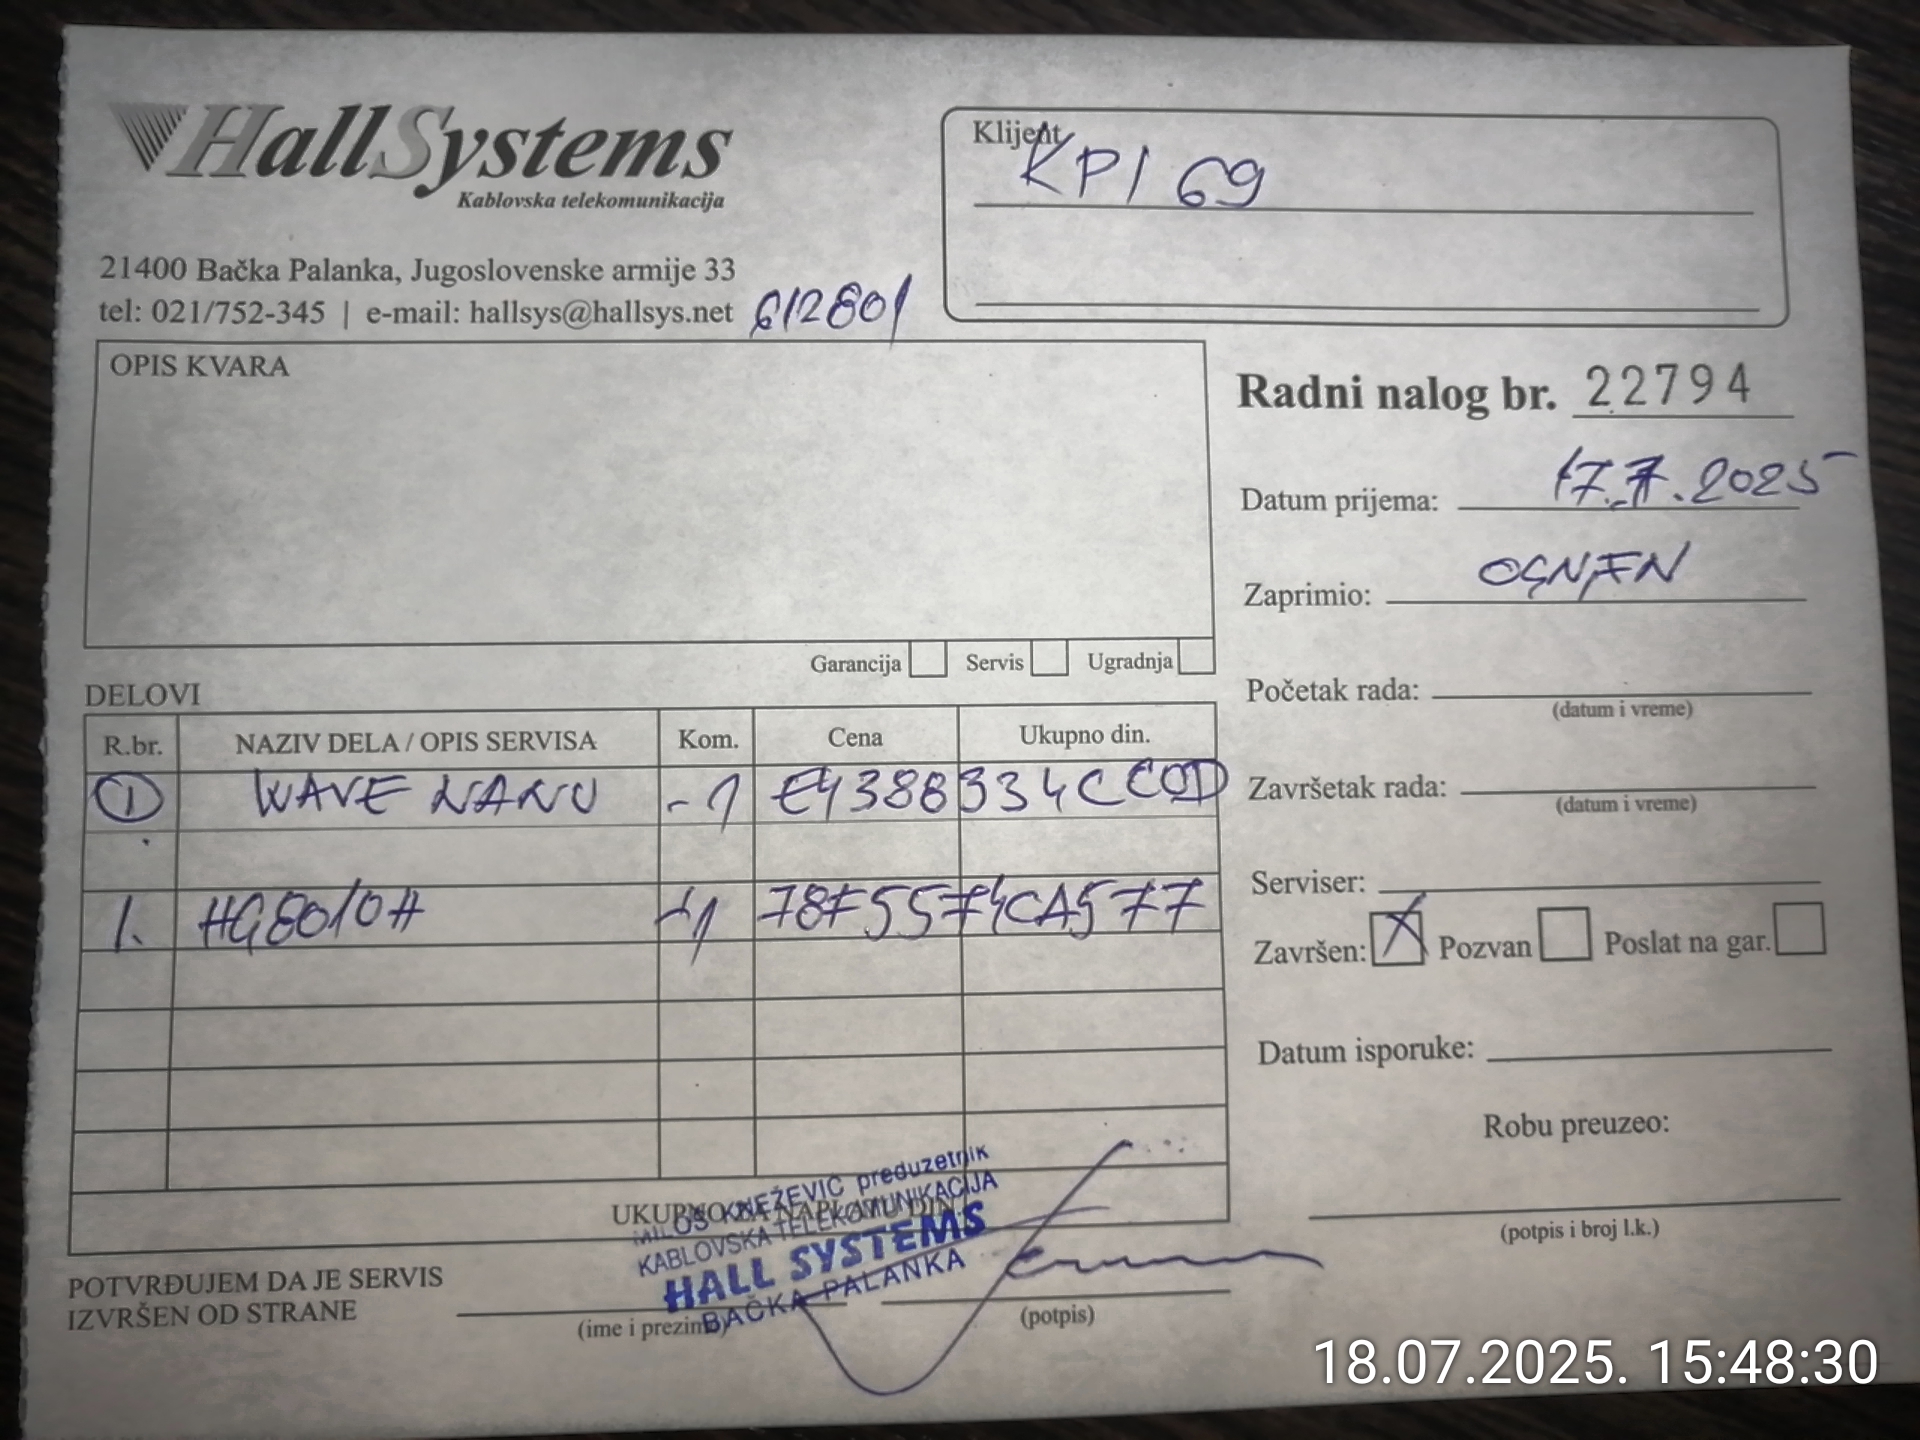 HallSystems
Kablovska telekomunikacija
21400 Bačka Palanka, Jugoslovenske armije 33
tel: 021/752-345 | e-mail: hallsys@hallsys.net 612801
Klijent
KP1 69
OPIS KVARA
Garancija Servis Ugradnja
Radni nalog br. 22794
Datum prijema: 17.7.2025
Zaprimio: OGNJEN
Početak rada:
(datum i vreme)
Završetak rada:
(datum i vreme)
Serviser:
Završen: X Pozvan Poslat na gar.
Datum isporuke:
Robu preuzeo:
(potpis i broj l.k.)
DELOVI
R.br. NAZIV DELA / OPIS SERVISA Kom. Cena Ukupno din.
1 WAVE NANO -1 E4388334CC0D
1. HG8010H +1 78F5574CA577
UKUPNO ZA NAPLATU DIN.
MILOŠ KNEŽEVIĆ preduzetnik
KABLOVSKA TELEKOMUNIKACIJA
HALL SYSTEMS
BAČKA PALANKA
POTVRĐUJEM DA JE SERVIS
IZVRŠEN OD STRANE
(ime i prezime)
(potpis)
18.07.2025. 15:48:30